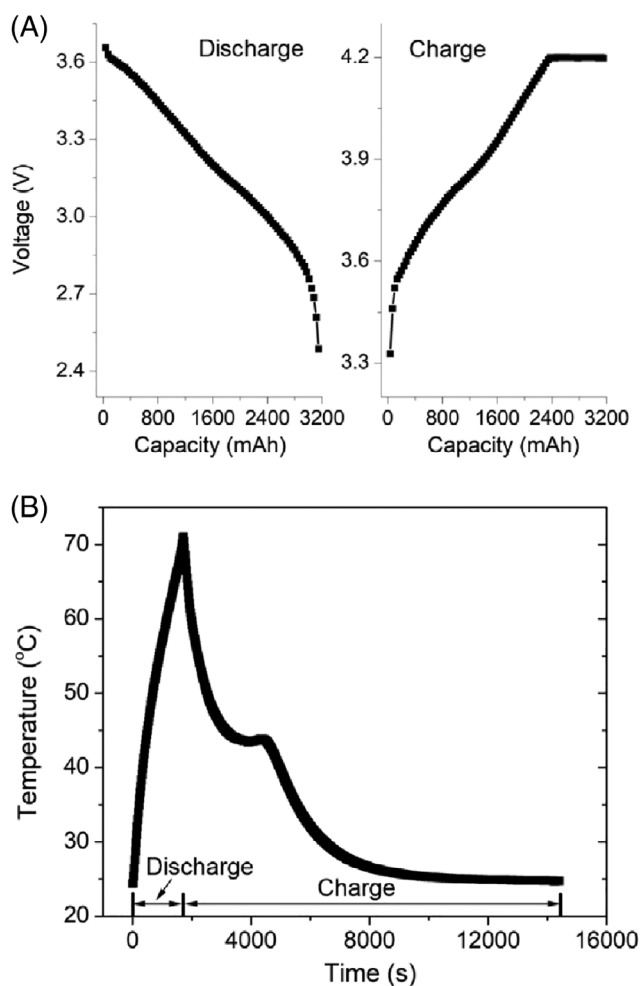 (A)
Discharge
Charge
Voltage (V)
3.6
3.3
3.0
2.7
2.4
0 800 1600 2400 3200
Capacity (mAh)
4.2
3.9
3.6
3.3
0 800 1600 2400 3200
Capacity (mAh)
(B)
Temperature (°C)
70
60
50
40
30
20
Discharge
Charge
0 4000 8000 12000 16000
Time (s)